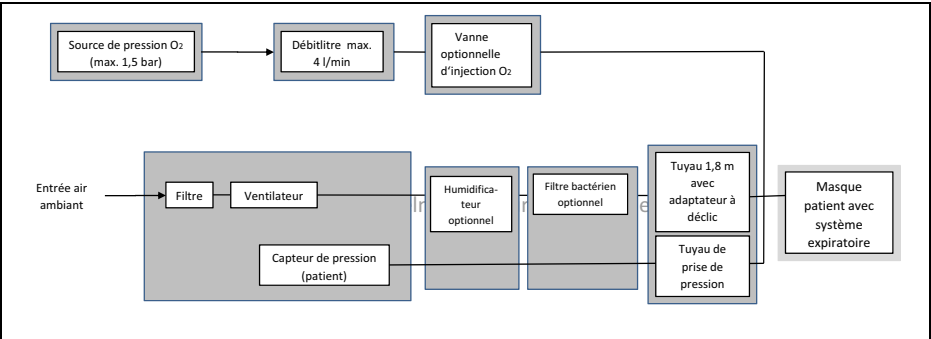 Source de pression O2
(max. 1,5 bar)
Débitlitre max.
4 l/min
Vanne
optionnelle
d'injection O2
Entrée air
ambiant
Filtre
Ventilateur
Capteur de pression
(patient)
Humidifica-
teur
optionnel
Filtre bactérien
optionnel
Tuyau 1,8 m
avec
adaptateur à
déclic
Tuyau de
prise de
pression
Masque
patient avec
système
expiratoire